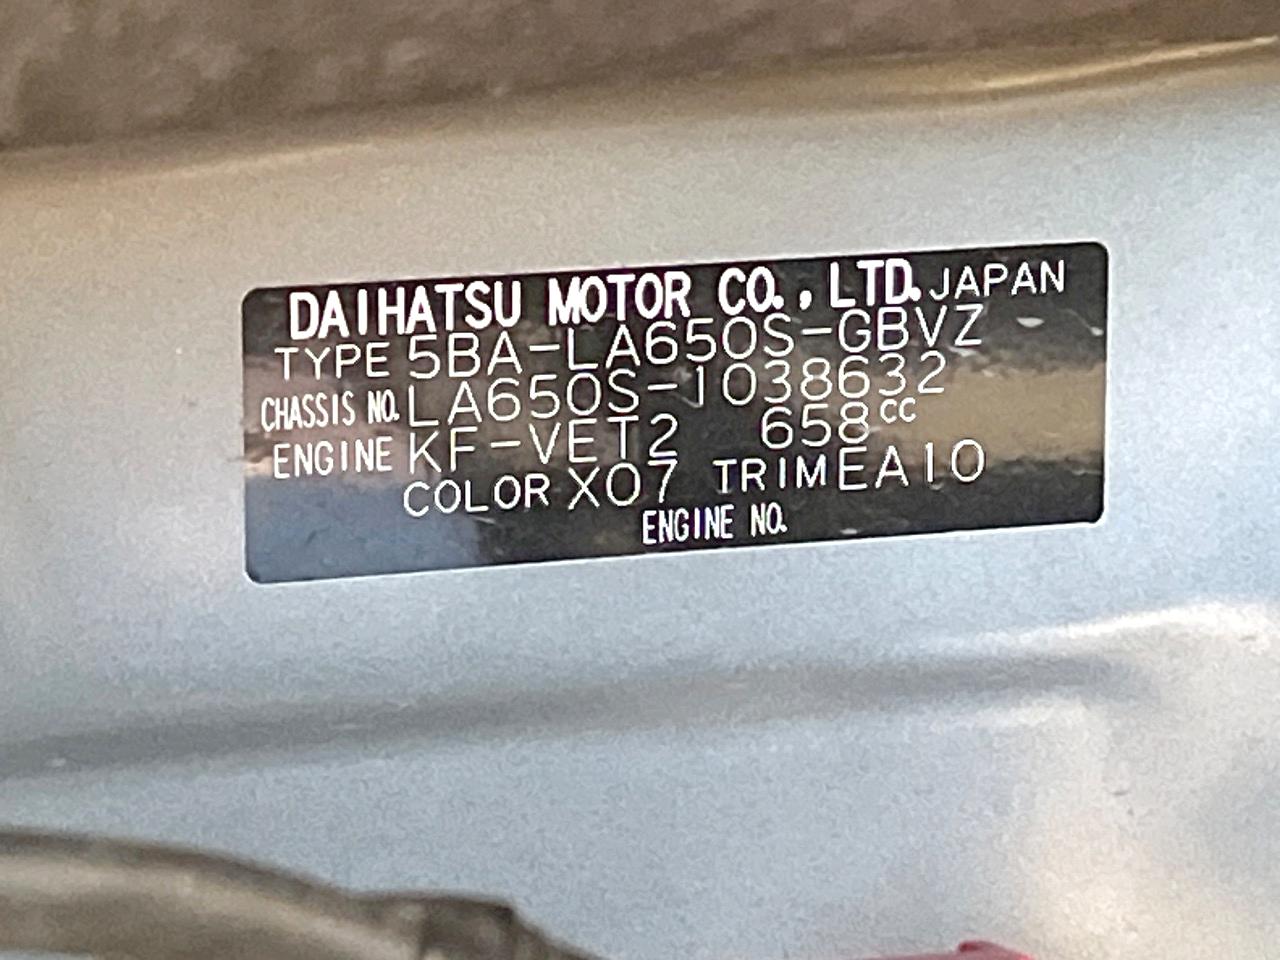 DAIHATSU MOTOR CO., LTD. JAPAN
TYPE 5BA-LA650S-GBVZ
CHASSIS NO. LA650S-1038632
ENGINE KF-VET2 658cc
COLOR X07 TRIM EA10
ENGINE NO.